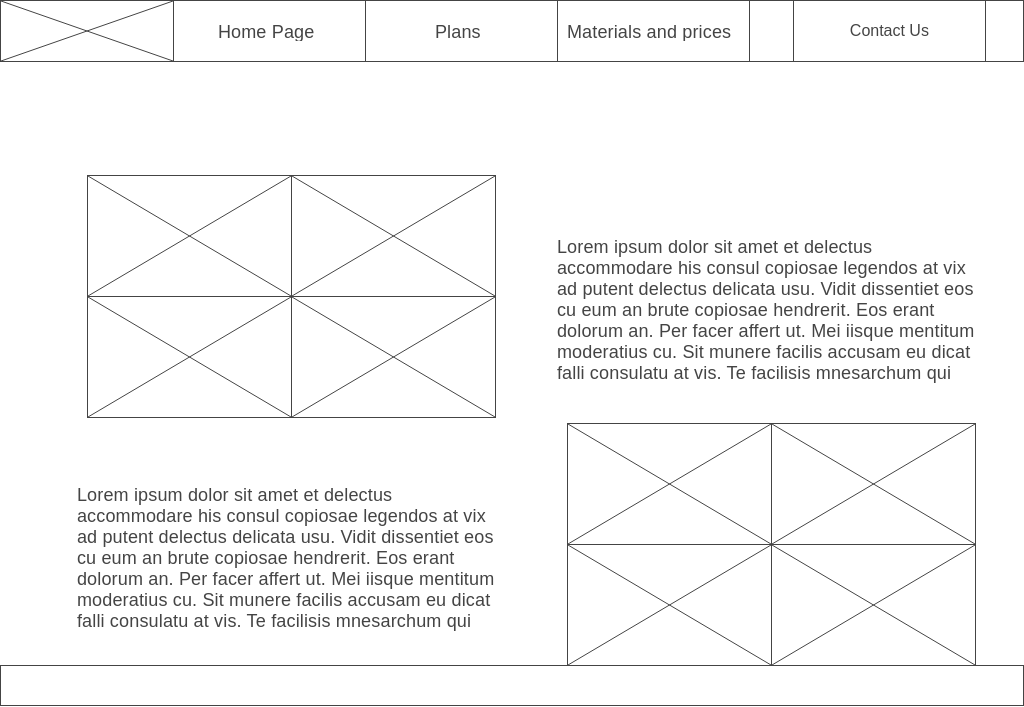 Home Page
Plans
Materials and prices
Contact Us
Lorem ipsum dolor sit amet et delectus
accommodare his consul copiosae legendos at vix
ad putent delectus delicata usu. Vidit dissentiet eos
cu eum an brute copiosae hendrerit. Eos erant
dolorum an. Per facer affert ut. Mei iisque mentitum
moderatius cu. Sit munere facilis accusam eu dicat
falli consulatu at vis. Te facilisis mnesarchum qui
Lorem ipsum dolor sit amet et delectus
accommodare his consul copiosae legendos at vix
ad putent delectus delicata usu. Vidit dissentiet eos
cu eum an brute copiosae hendrerit. Eos erant
dolorum an. Per facer affert ut. Mei iisque mentitum
moderatius cu. Sit munere facilis accusam eu dicat
falli consulatu at vis. Te facilisis mnesarchum qui